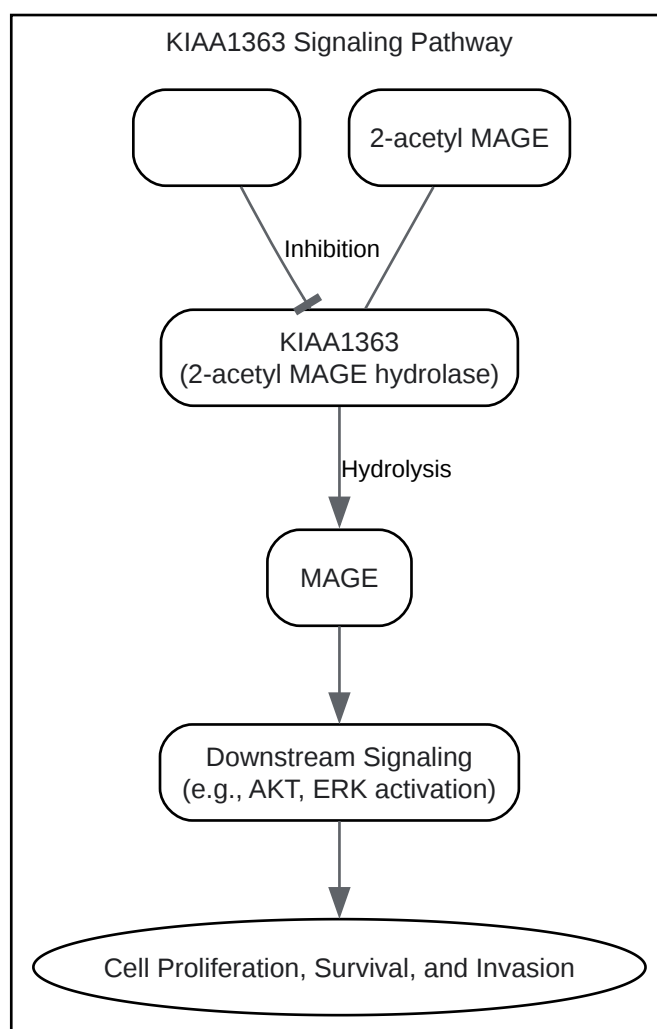 KIAA1363 Signaling Pathway
2-acetyl MAGE
Inhibition
KIAA1363
(2-acetyl MAGE hydrolase)
Hydrolysis
MAGE
Downstream Signaling
(e.g., AKT, ERK activation)
Cell Proliferation, Survival, and Invasion